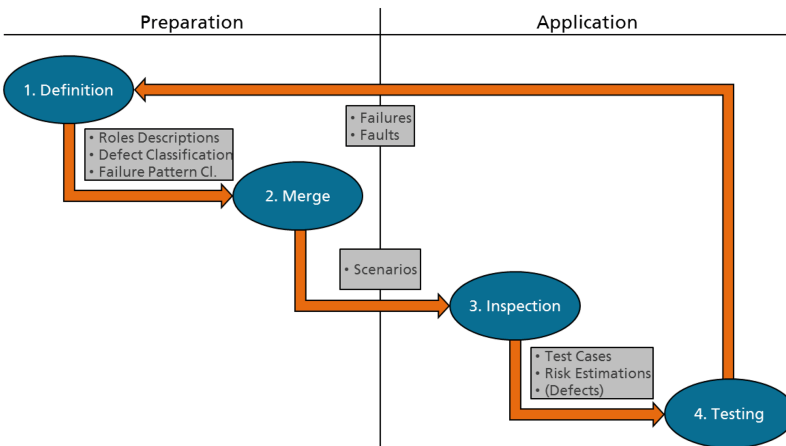 Preparation
Application
1. Definition
• Failures
• Faults
• Roles Descriptions
• Defect Classification
• Failure Pattern Cl.
2. Merge
• Scenarios
3. Inspection
• Test Cases
• Risk Estimations
• (Defects)
4. Testing